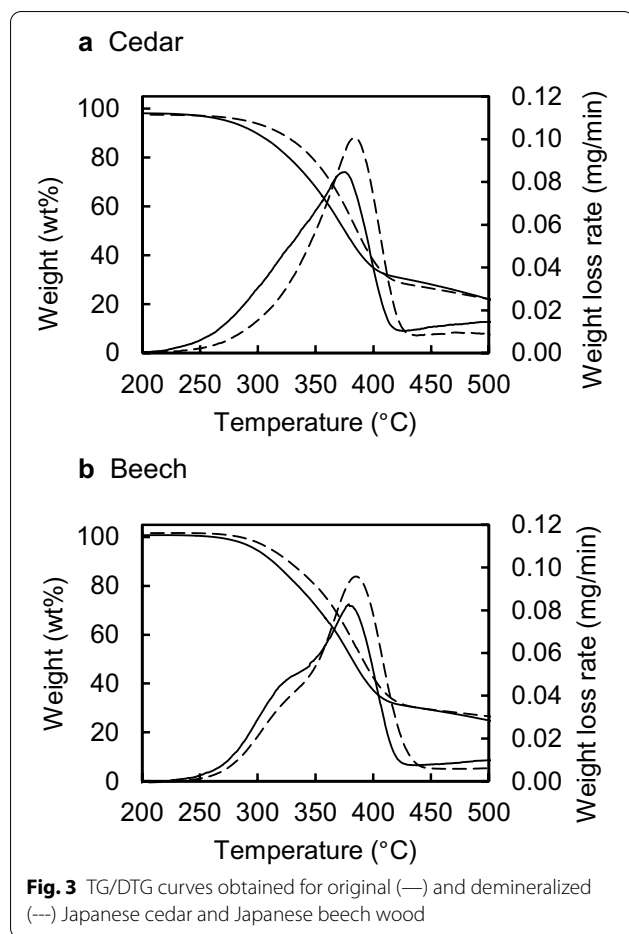 a Cedar
100
80
60
40
20
0
Weight (wt%)
0.12
0.10
0.08
0.06
0.04
0.02
0.00
Weight loss rate (mg/min)
200 250 300 350 400 450 500
Temperature (°C)
b Beech
100
80
60
40
20
0
Weight (wt%)
0.12
0.10
0.08
0.06
0.04
0.02
0.00
Weight loss rate (mg/min)
200 250 300 350 400 450 500
Temperature (°C)
Fig. 3 TG/DTG curves obtained for original (—) and demineralized
(---) Japanese cedar and Japanese beech wood